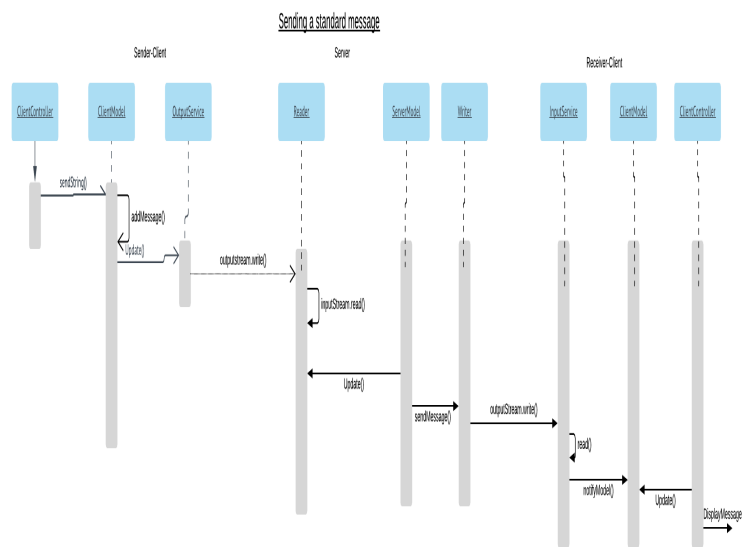 Sending a standard message
Sender-Client
Server
Receiver-Client
ClientController
ClientModel
OutputService
Reader
ServerModel
Writer
InputService
ClientModel
ClientController
sendString()
addMessage()
Update()
outputstream.write()
inputStream.read()
Update()
sendMessage()
outputStream.write()
read()
notifyModel()
Update()
DisplayMessage